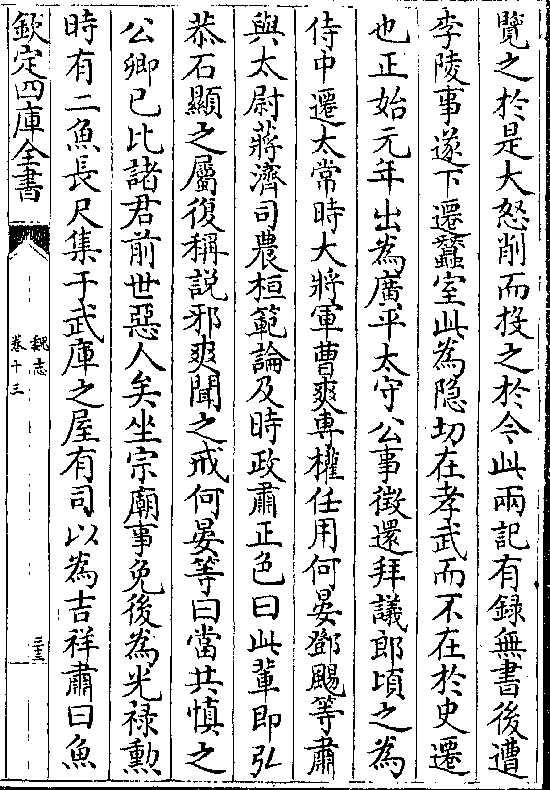 覽之於是大怒削而投之於今此兩記有録無書後遭
李陵事遂下遷蠶室此為隐切在孝武而不在於史遷
也正始元年出為廣平太守公事徴還拜議郎頃之為
侍中遷太常時大將軍曹爽專權任用何晏鄧颺等肅
與太尉蔣濟司農桓範論及時政肅正色曰此輩即弘
恭石顯之屬復稱說邪爽聞之戒何晏等曰當共慎之
公卿已比諸君前世惡人矣坐宗廟事免後為光禄勲
時有二魚長尺集于武庫之屋有司以為吉祥肅曰魚
欽定四庫全書
魏志
卷十三
三十三